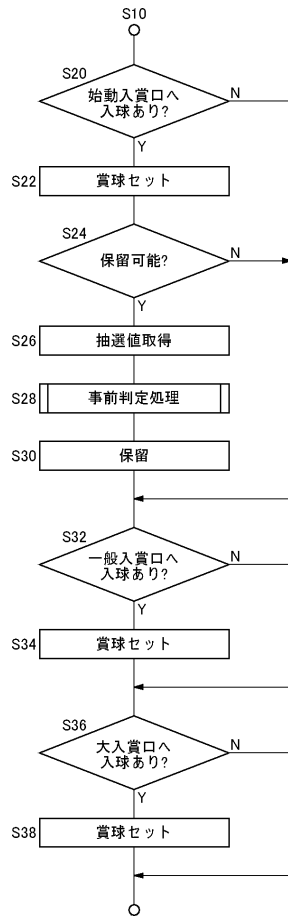 S10
S20
始動入賞口へ
入球あり?
N
Y
S22
賞球セット
S24
保留可能?
N
Y
S26
抽選値取得
S28
事前判定処理
S30
保留
S32
一般入賞口へ
入球あり?
N
Y
S34
賞球セット
S36
大入賞口へ
入球あり?
N
Y
S38
賞球セット